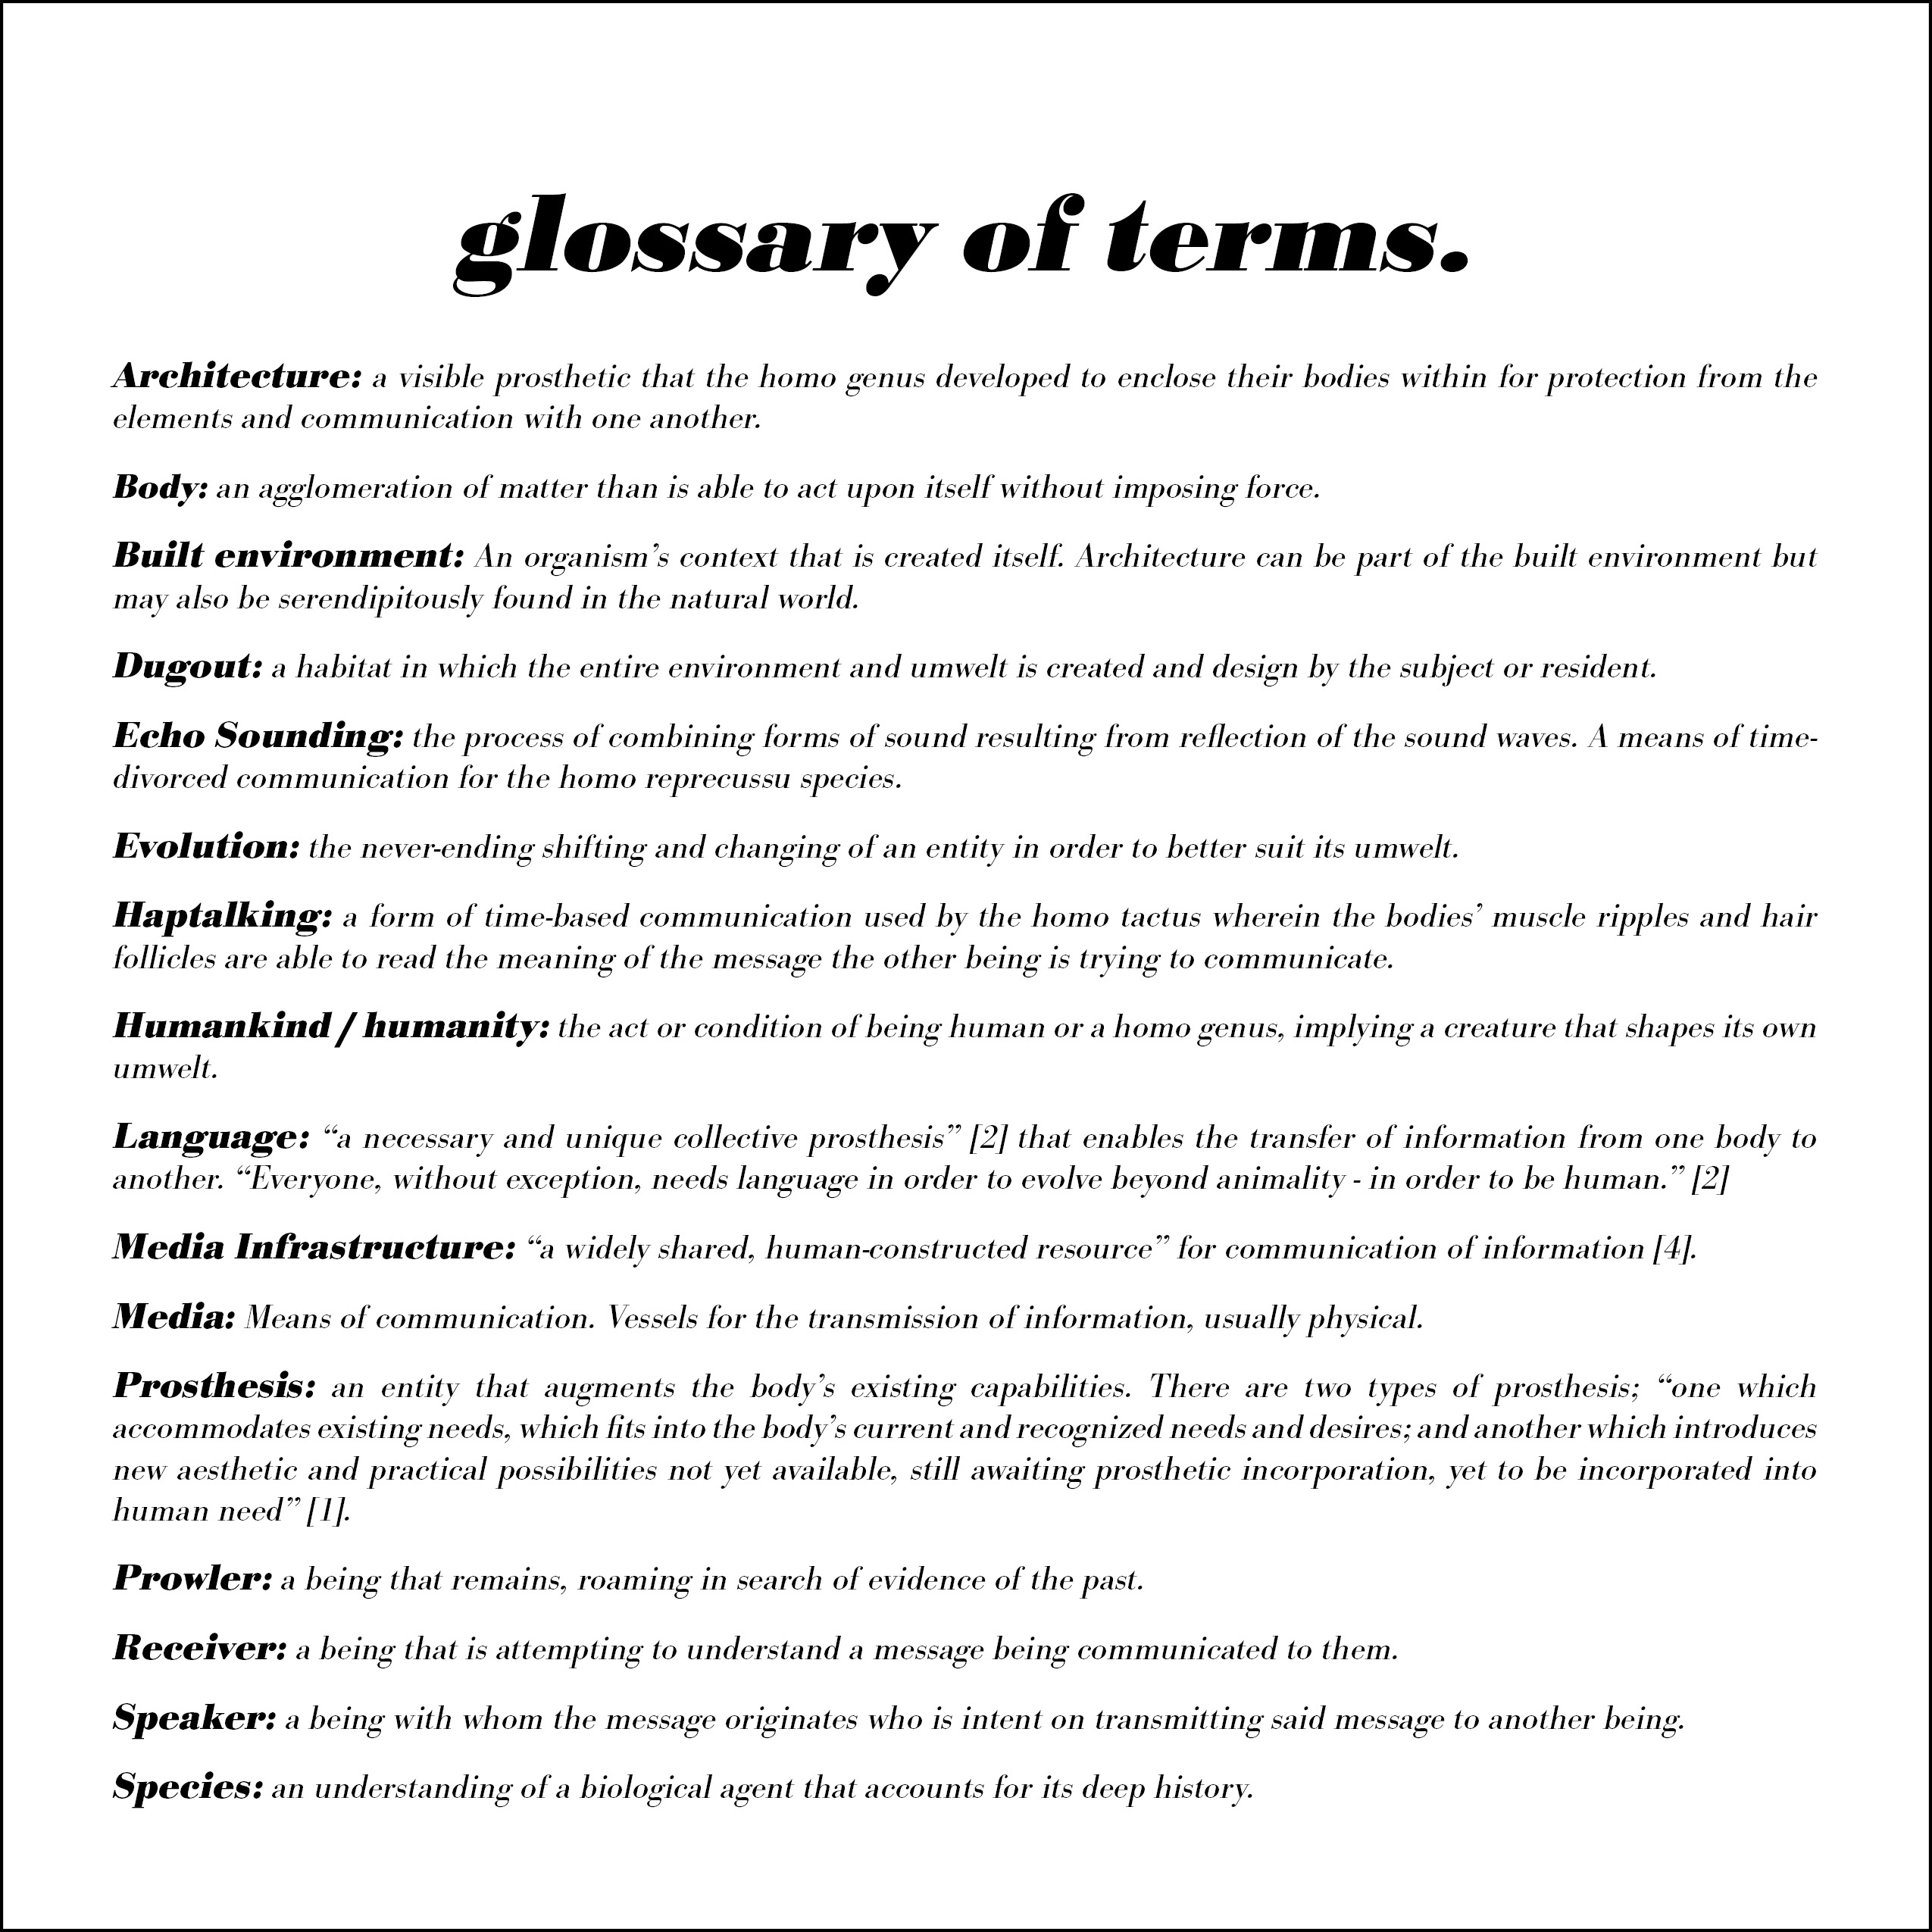 glossary of terms.
Architecture: a visible prosthetic that the homo genus developed to enclose their bodies within for protection from the
elements and communication with one another.
Body: an agglomeration of matter than is able to act upon itself without imposing force.
Built environment: An organism’s context that is created itself. Architecture can be part of the built environment but
may also be serendipitously found in the natural world.
Dugout: a habitat in which the entire environment and umwelt is created and design by the subject or resident.
Echo Sounding: the process of combining forms of sound resulting from reflection of the sound waves. A means of time-
divorced communication for the homo reprecussu species.
Evolution: the never-ending shifting and changing of an entity in order to better suit its umwelt.
Haptalking: a form of time-based communication used by the homo tactus wherein the bodies’ muscle ripples and hair
follicles are able to read the meaning of the message the other being is trying to communicate.
Humankind / humanity: the act or condition of being human or a homo genus, implying a creature that shapes its own
umwelt.
Language: “a necessary and unique collective prosthesis” [2] that enables the transfer of information from one body to
another. “Everyone, without exception, needs language in order to evolve beyond animality - in order to be human.” [2]
Media Infrastructure: “a widely shared, human-constructed resource” for communication of information [4].
Media: Means of communication. Vessels for the transmission of information, usually physical.
Prosthesis: an entity that augments the body’s existing capabilities. There are two types of prosthesis; “one which
accommodates existing needs, which fits into the body’s current and recognized needs and desires; and another which introduces
new aesthetic and practical possibilities not yet available, still awaiting prosthetic incorporation, yet to be incorporated into
human need” [1].
Prowler: a being that remains, roaming in search of evidence of the past.
Receiver: a being that is attempting to understand a message being communicated to them.
Speaker: a being with whom the message originates who is intent on transmitting said message to another being.
Species: an understanding of a biological agent that accounts for its deep history.